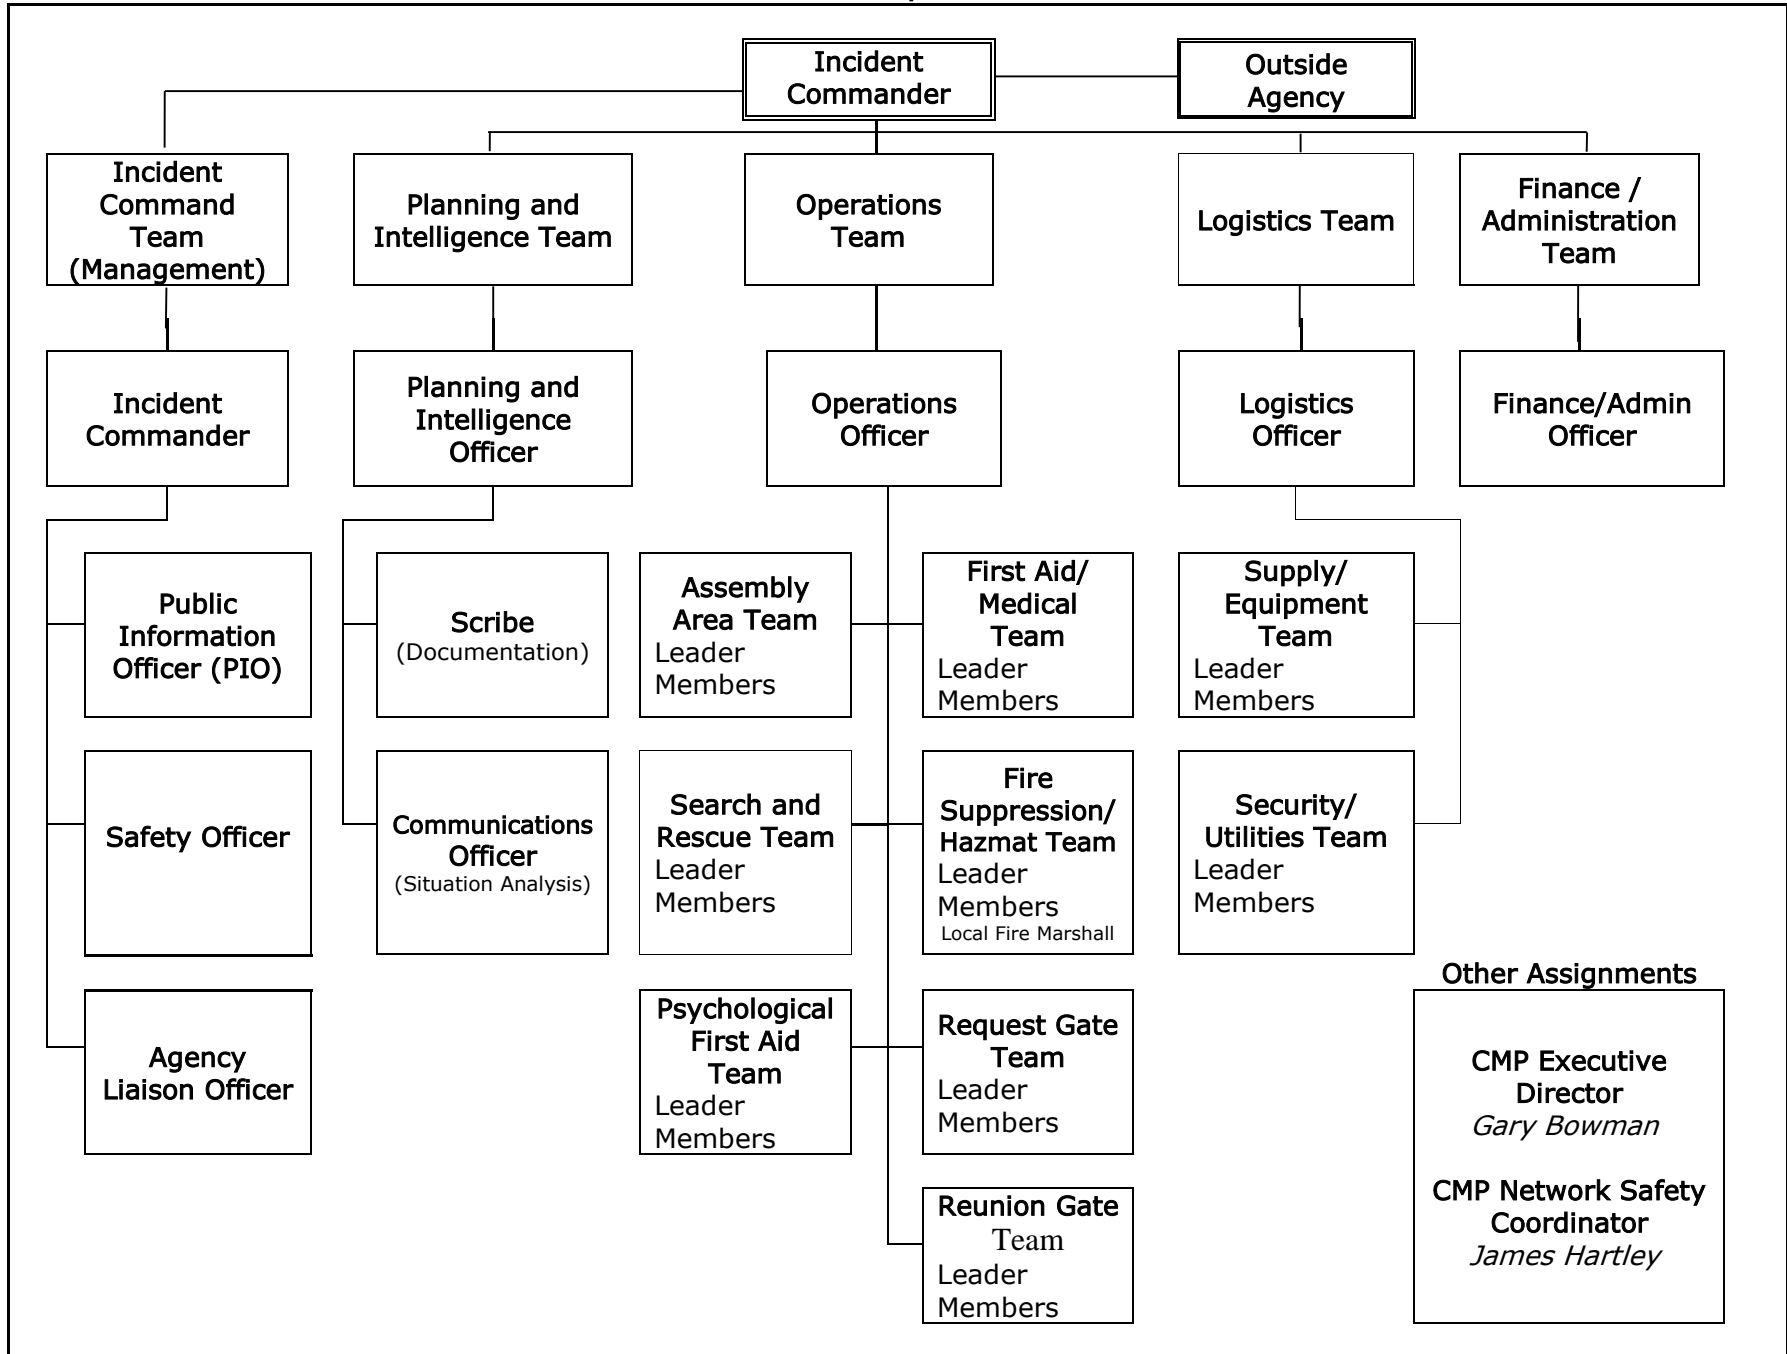 Incident
Commander
Outside
Agency
Incident
Command
Team
(Management)
Planning and
Intelligence Team
Operations
Team
Logistics Team
Finance /
Administration
Team
Incident
Commander
Planning and
Intelligence
Officer
Operations
Officer
Logistics
Officer
Finance/Admin
Officer
Public
Information
Officer (PIO)
Scribe
(Documentation)
Assembly
Area Team
Leader
Members
First Aid/
Medical
Team
Leader
Members
Supply/
Equipment
Team
Leader
Members
Safety Officer
Communications
Officer
(Situation Analysis)
Search and
Rescue Team
Leader
Members
Fire
Suppression/
Hazmat Team
Leader
Members
Local Fire Marshall
Security/
Utilities Team
Leader
Members
Agency
Liaison Officer
Psychological
First Aid
Team
Leader
Members
Request Gate
Team
Leader
Members
Reunion Gate
Team
Leader
Members
Other Assignments
CMP Executive
Director
Gary Bowman
CMP Network Safety
Coordinator
James Hartley